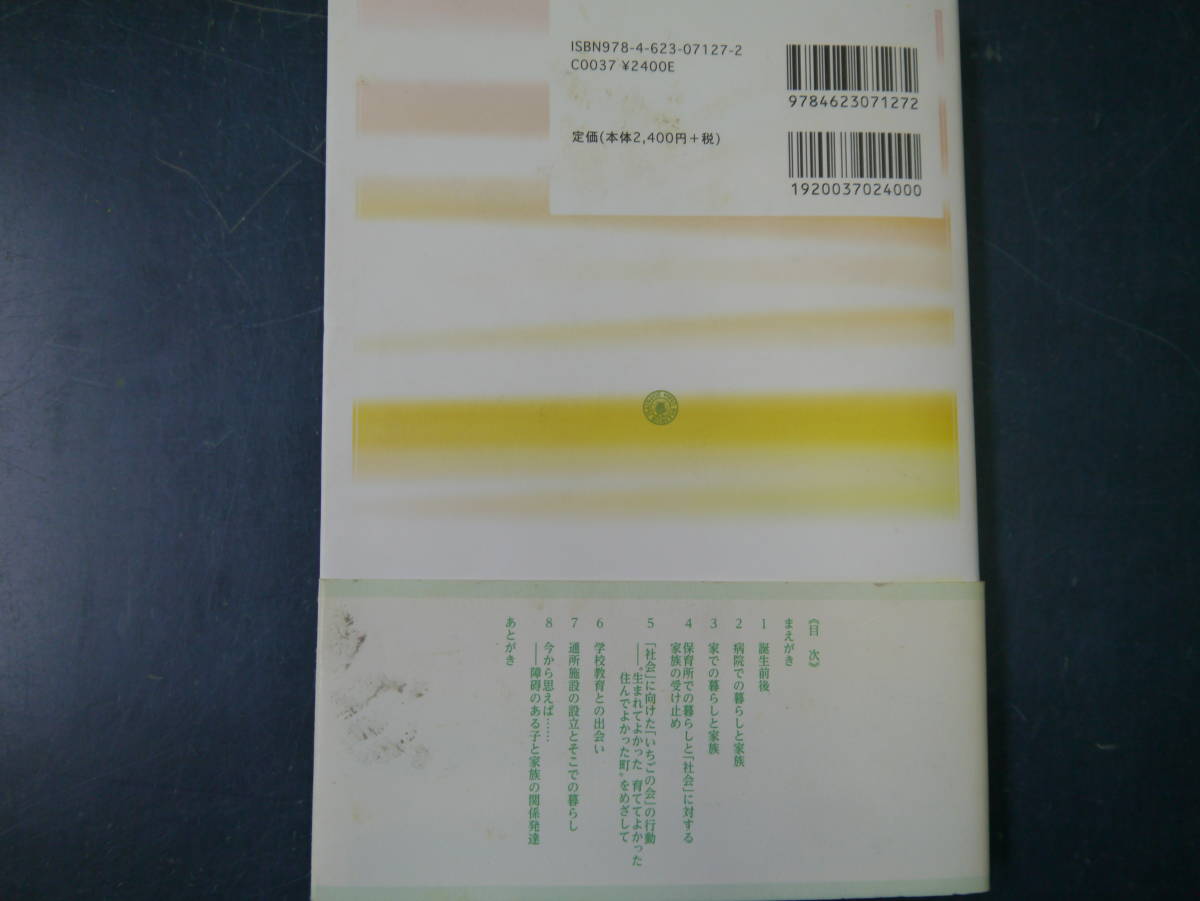 ISBN978-4-623-07127-2
C0037 ¥2400E
9784623071272
定価(本体2,400円+税)
1920037024000
《目 次》
まえがき
1 誕生前後
2 病院での暮らしと家族
3 家での暮らしと家族
4 保育所での暮らしと「社会」に対する
家族の受け止め
5 「社会」に向けた「いちごの会」の行動
――“生まれてよかった 育ててよかった
住んでよかった町”をめざして
6 学校教育との出会い
7 通所施設の設立とそこでの暮らし
8 今から思えば……
――障碍のある子と家族の関係発達
あとがき